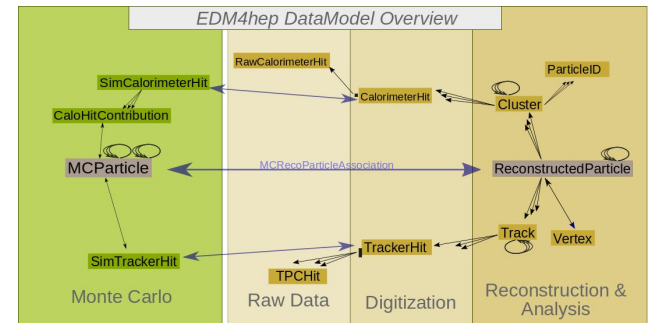 EDM4hep DataModel Overview
RawCalorimeterHit
ParticleID
SimCalorimeterHit
CalorimeterHit
Cluster
CaloHitContribution
MCParticle
MCRecoParticleAssociation
ReconstructedParticle
Track
Vertex
TrackerHit
SimTrackerHit
TPCHit
Monte Carlo
Raw Data
Digitization
Reconstruction &
Analysis